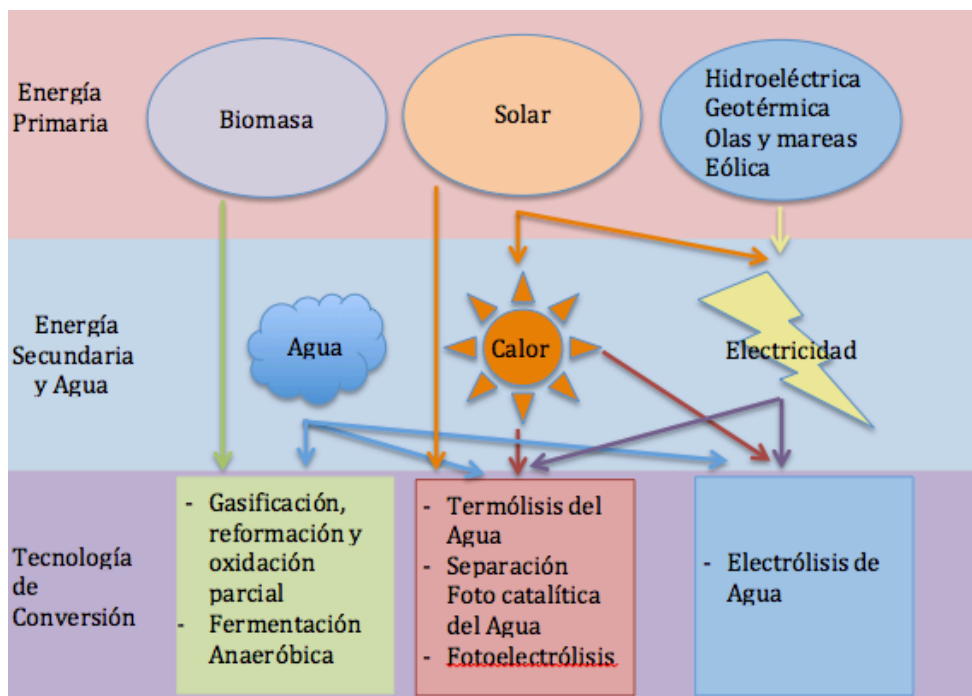 Energía
Primaria
Biomasa
Solar
Hidroeléctrica
Geotérmica
Olas y mareas
Eólica
Energía
Secundaria
y Agua
Agua
Calor
Electricidad
Tecnología
de
Conversión
- Gasificación,
reformación y
oxidación
parcial
- Fermentación
Anaeróbica
- Termólisis del
Agua
- Separación
Foto catalítica
del Agua
- Fotoelectrólisis
- Electrólisis de
Agua